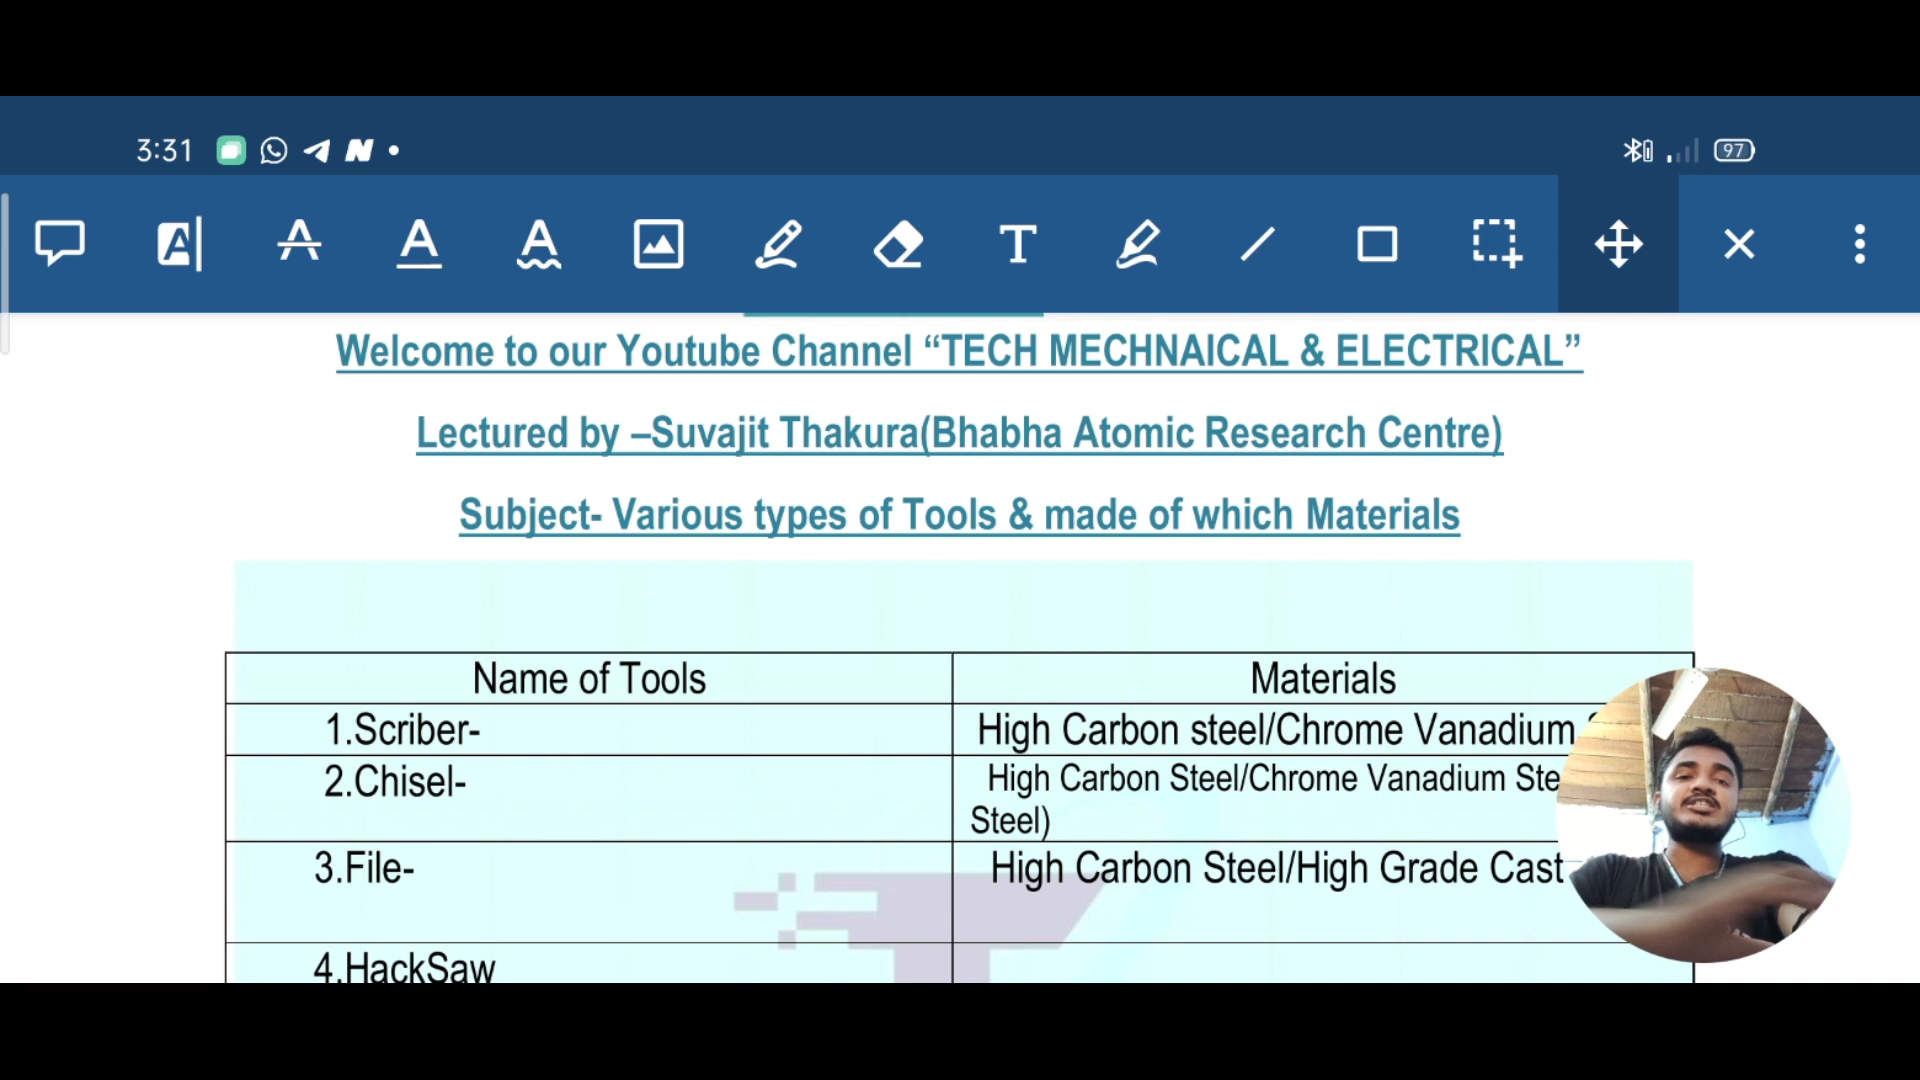 3:31
97
A
A
A
A
T
Welcome to our Youtube Channel “TECH MECHNAICAL & ELECTRICAL”
Lectured by –Suvajit Thakura(Bhabha Atomic Research Centre)
Subject- Various types of Tools & made of which Materials
Name of Tools
Materials
1.Scriber-
High Carbon steel/Chrome Vanadium
2.Chisel-
High Carbon Steel/Chrome Vanadium Ste
Steel)
3.File-
High Carbon Steel/High Grade Cast
4.HackSaw